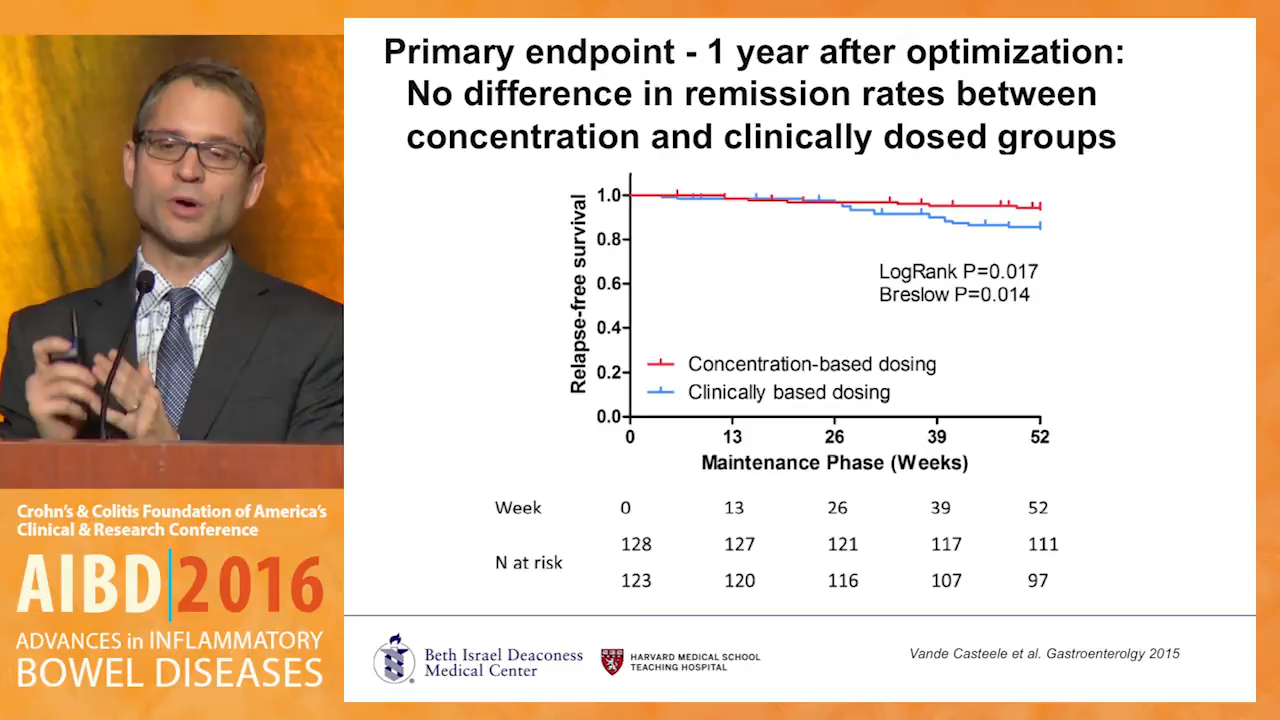 Primary endpoint - 1 year after optimization:
No difference in remission rates between
concentration and clinically dosed groups
Relapse-free survival
1.0
0.8
0.6
0.4
0.2
0.0
LogRank P=0.017
Breslow P=0.014
Concentration-based dosing
Clinically based dosing
0 13 26 39 52
Maintenance Phase (Weeks)
Week 0 13 26 39 52
128 127 121 117 111
N at risk
123 120 116 107 97
Beth Israel Deaconess
Medical Center
HARVARD MEDICAL SCHOOL
TEACHING HOSPITAL
Vande Casteele et al. Gastroenterolgy 2015
Crohn's & Colitis Foundation of America's
Clinical & Research Conference
AIBD 2016
ADVANCES in INFLAMMATORY
BOWEL DISEASES